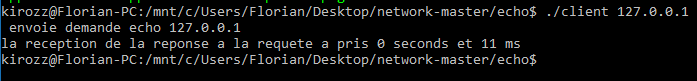 kirozz@Florian-PC:/mnt/c/Users/Florian/Desktop/network-master/echo$ ./client 127.0.0.1
envoie demande echo 127.0.0.1
la reception de la reponse a la requete a pris 0 seconds et 11 ms
kirozz@Florian-PC:/mnt/c/Users/Florian/Desktop/network-master/echo$